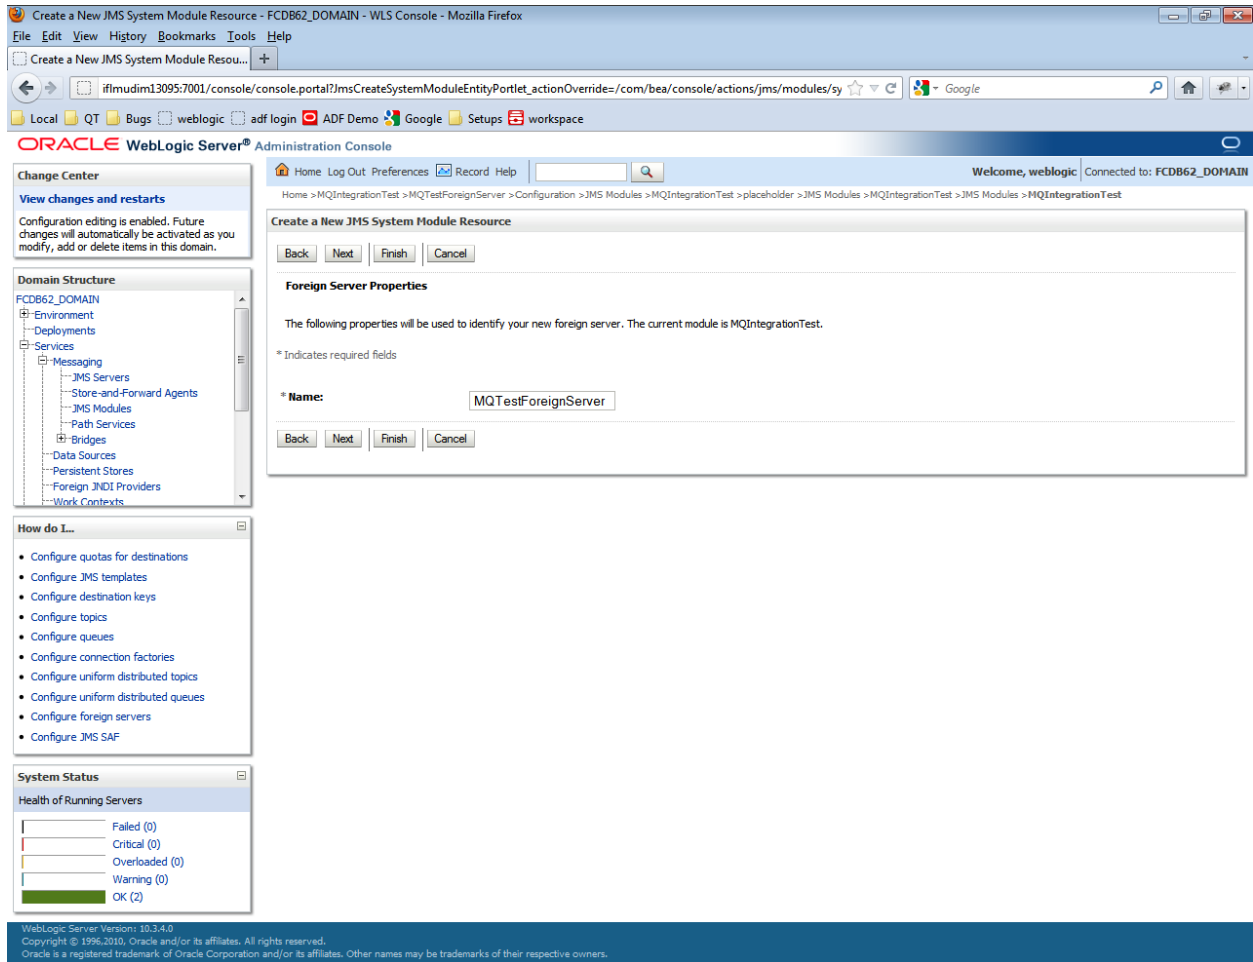 Create a New JMS System Module Resource - FCDB62_DOMAIN - WLS Console - Mozilla Firefox
File Edit View History Bookmarks Tools Help
Create a New JMS System Module Resou... +
iflmudim13095:7001/console/console.portal?JmsCreateSystemModuleEntityPortlet_actionOverride=/com/bea/console/actions/jms/modules/sy Google
Local QT Bugs weblogic adf login ADF Demo Google Setups workspace
ORACLE WebLogic Server® Administration Console
Change Center
View changes and restarts
Configuration editing is enabled. Future
changes will automatically be activated as you
modify, add or delete items in this domain.
Domain Structure
FCDB62_DOMAIN
Environment
Deployments
Services
Messaging
JMS Servers
Store-and-Forward Agents
JMS Modules
Path Services
Bridges
Data Sources
Persistent Stores
Foreign JNDI Providers
Work Contexts
How do I...
Configure quotas for destinations
Configure JMS templates
Configure destination keys
Configure topics
Configure queues
Configure connection factories
Configure uniform distributed topics
Configure uniform distributed queues
Configure foreign servers
Configure JMS SAF
System Status
Health of Running Servers
Failed (0)
Critical (0)
Overloaded (0)
Warning (0)
OK (2)
Home Log Out Preferences Record Help
Welcome, weblogic Connected to: FCDB62_DOMAIN
Home >MQIntegrationTest >MQTestForeignServer >Configuration >JMS Modules >MQIntegrationTest >placeholder >JMS Modules >MQIntegrationTest >JMS Modules >MQIntegrationTest
Create a New JMS System Module Resource
Back Next Finish Cancel
Foreign Server Properties
The following properties will be used to identify your new foreign server. The current module is MQIntegrationTest.
* Indicates required fields
* Name: MQTestForeignServer
Back Next Finish Cancel
WebLogic Server Version: 10.3.4.0
Copyright © 1996,2010, Oracle and/or its affiliates. All rights reserved.
Oracle is a registered trademark of Oracle Corporation and/or its affiliates. Other names may be trademarks of their respective owners.